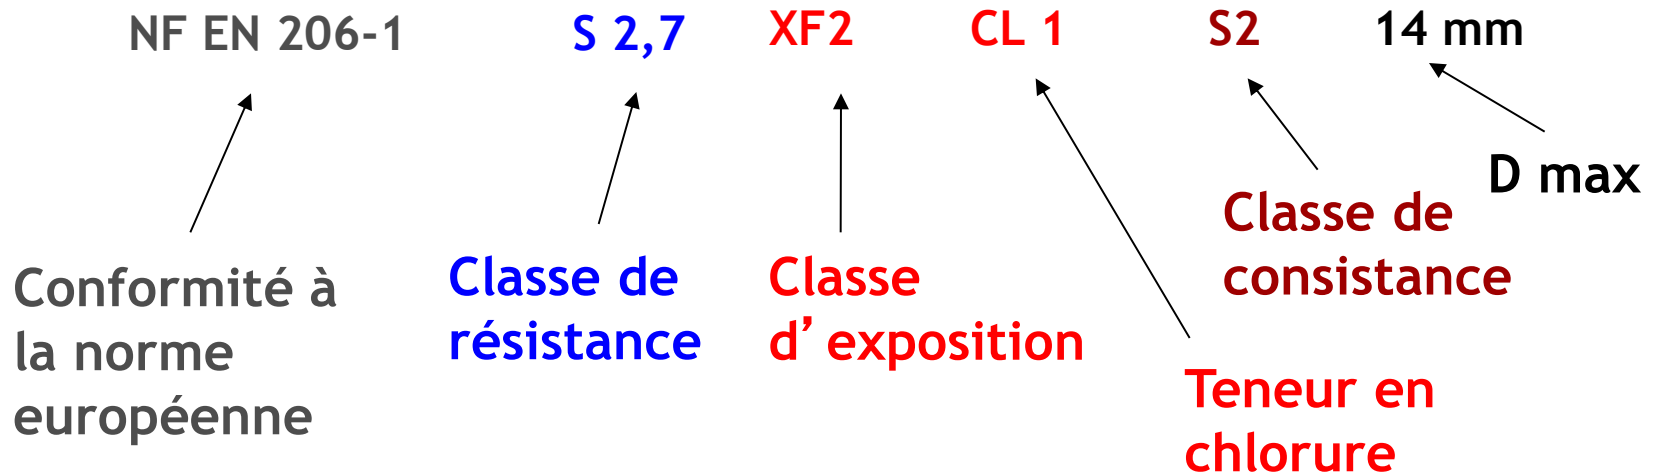 NF EN 206-1 S 2,7 XF2 CL 1 S2 14 mm
D max
Classe de
consistance
Conformité à
la norme
européenne
Classe de
résistance
Classe
d’exposition
Teneur en
chlorure